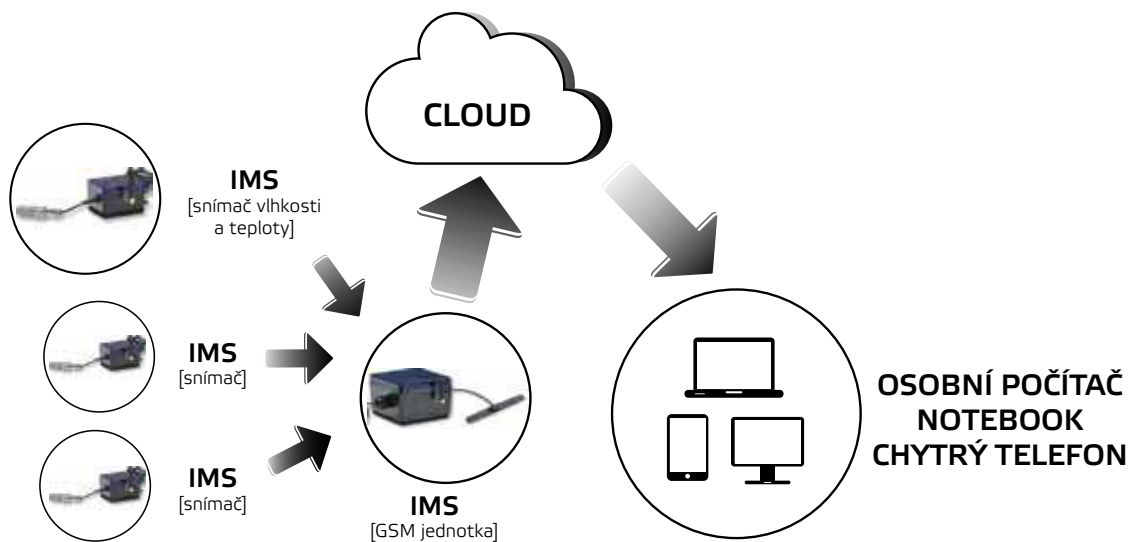 CLOUD
IMS
[snímač vlhkosti
a teploty]
IMS
[snímač]
IMS
[snímač]
IMS
[GSM jednotka]
OSOBNÍ POČÍTAČ
NOTEBOOK
CHYTRÝ TELEFON